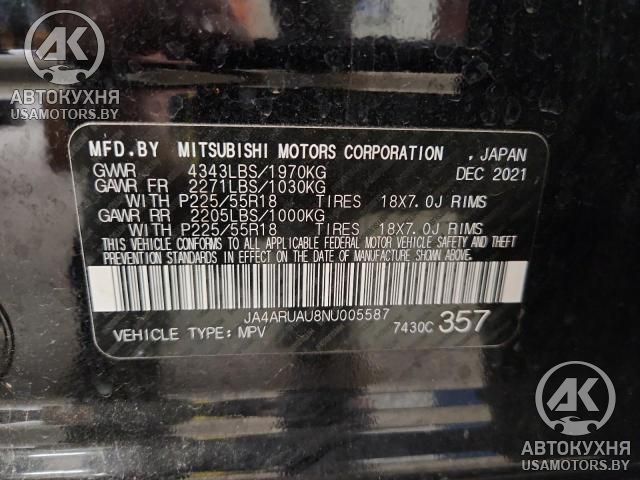 АК
АВТОКУХНЯ
USAMOTORS.BY
MFD.BY MITSUBISHI MOTORS CORPORATION , JAPAN
GVWR 4343LBS/1970KG DEC 2021
GAWR FR 2271LBS/1030KG
WITH P225/55R18 TIRES 18X7.0J RIMS
GAWR RR 2205LBS/1000KG
WITH P225/55R18 TIRES 18X7.0J RIMS
THIS VEHICLE CONFORMS TO ALL APPLICABLE FEDERAL MOTOR VEHICLE SAFETY AND THEFT
PREVENTION STANDARDS IN EFFECT ON THE DATE OF MANUFACTURE SHOWN ABOVE.
JA4ARUAU8NU005587
VEHICLE TYPE: MPV 7430C 357
АК
АВТОКУХНЯ
USAMOTORS.BY